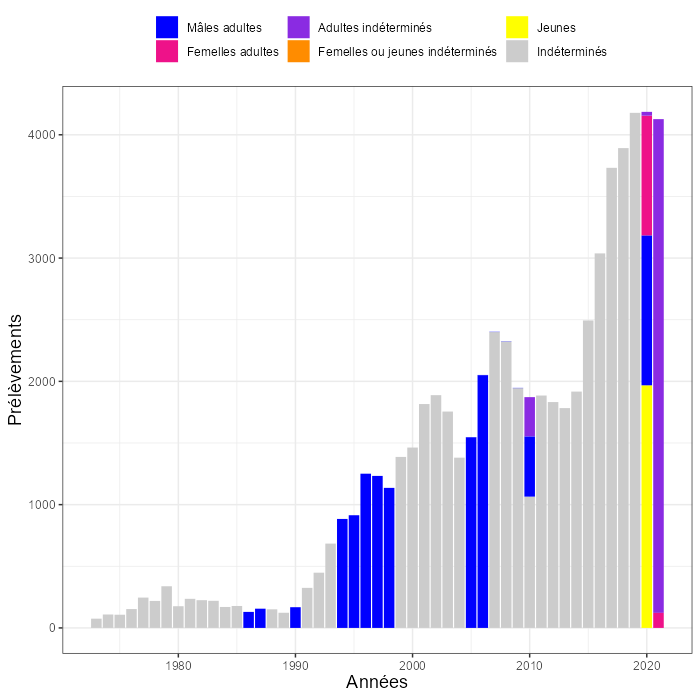 Mâles adultes
Adultes indéterminés
Jeunes
Femelles adultes
Femelles ou jeunes indéterminés
Indéterminés
Prélèvements
4000
3000
2000
1000
0
1980
1990
2000
2010
2020
Années